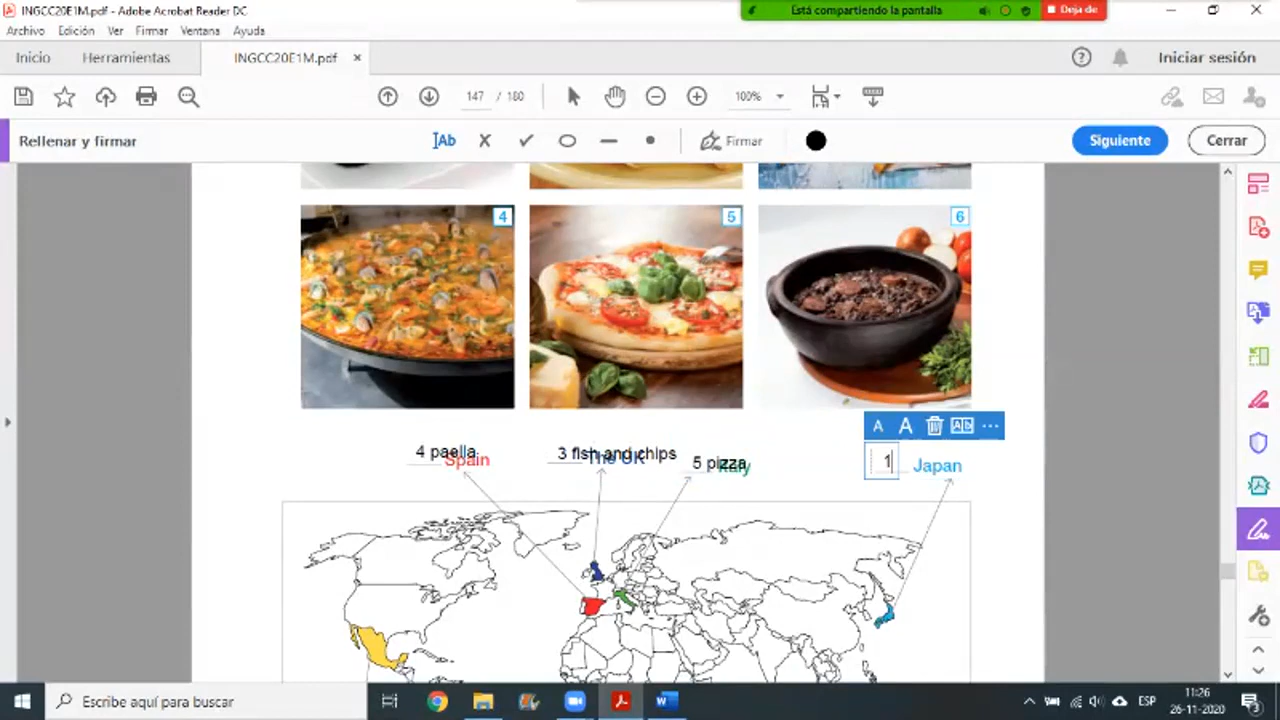 INGCC20E1M.pdf - Adobe Acrobat Reader DC
Está compartiendo la pantalla
Deja de
Archivo Edición Ver Firmar Ventana Ayuda
Inicio Herramientas INGCC20E1M.pdf × Iniciar sesión
147 / 180 100%
Rellenar y firmar Ab Firmar Siguiente Cerrar
4 5 6
4 paella Spain 3 fish and chips The UK 5 pizza Italy 1 Japan
Escribe aquí para buscar
ESP
11:26
26-11-2020
3